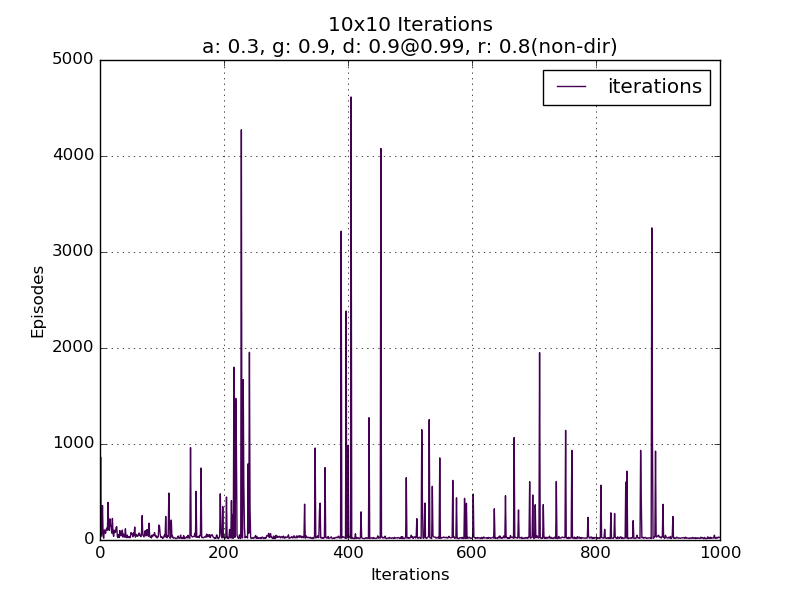 10x10 Iterations
a: 0.3, g: 0.9, d: 0.9@0.99, r: 0.8(non-dir)
iterations
5000
4000
3000
2000
1000
0
Episodes
0 200 400 600 800 1000
Iterations